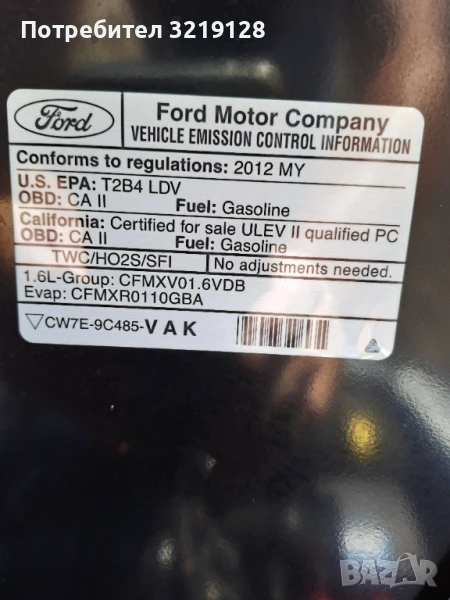 Потребител 3219128
Ford
Ford Motor Company
VEHICLE EMISSION CONTROL INFORMATION
Conforms to regulations: 2012 MY
U.S. EPA: T2B4 LDV
OBD: CA II Fuel: Gasoline
California: Certified for sale ULEV II qualified PC
OBD: CA II Fuel: Gasoline
TWC/HO2S/SFI No adjustments needed.
1.6L-Group: CFMXV01.6VDB
Evap: CFMXR0110GBA
CW7E-9C485-VAK
BAZAR